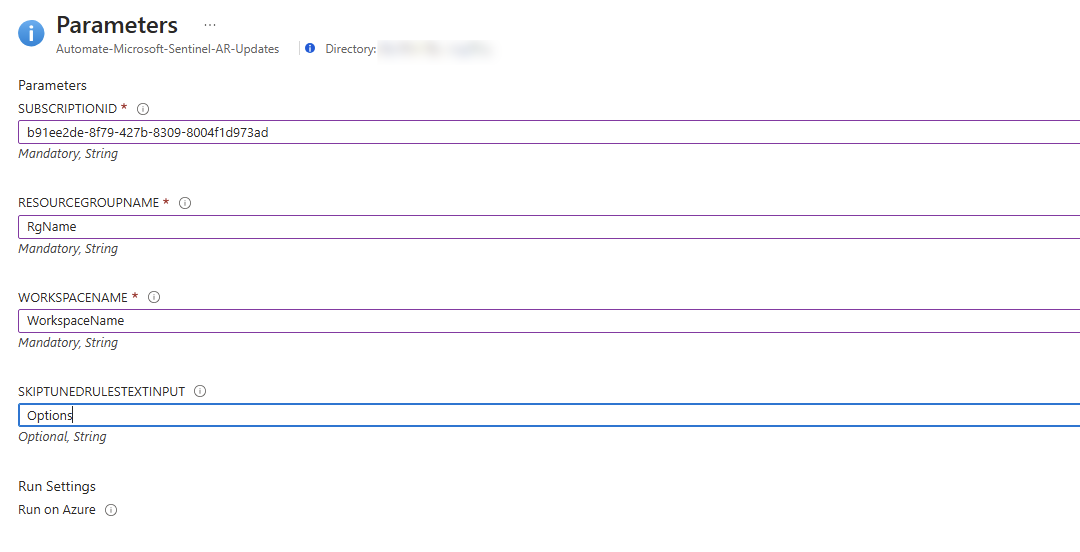 Parameters ...
Automate-Microsoft-Sentinel-AR-Updates Directory:
Parameters
SUBSCRIPTIONID *
b91ee2de-8f79-427b-8309-8004f1d973ad
Mandatory, String
RESOURCEGROUPNAME *
RgName
Mandatory, String
WORKSPACENAME *
WorkspaceName
Mandatory, String
SKIPTUNEDRULESTEXTINPUT
Options
Optional, String
Run Settings
Run on Azure